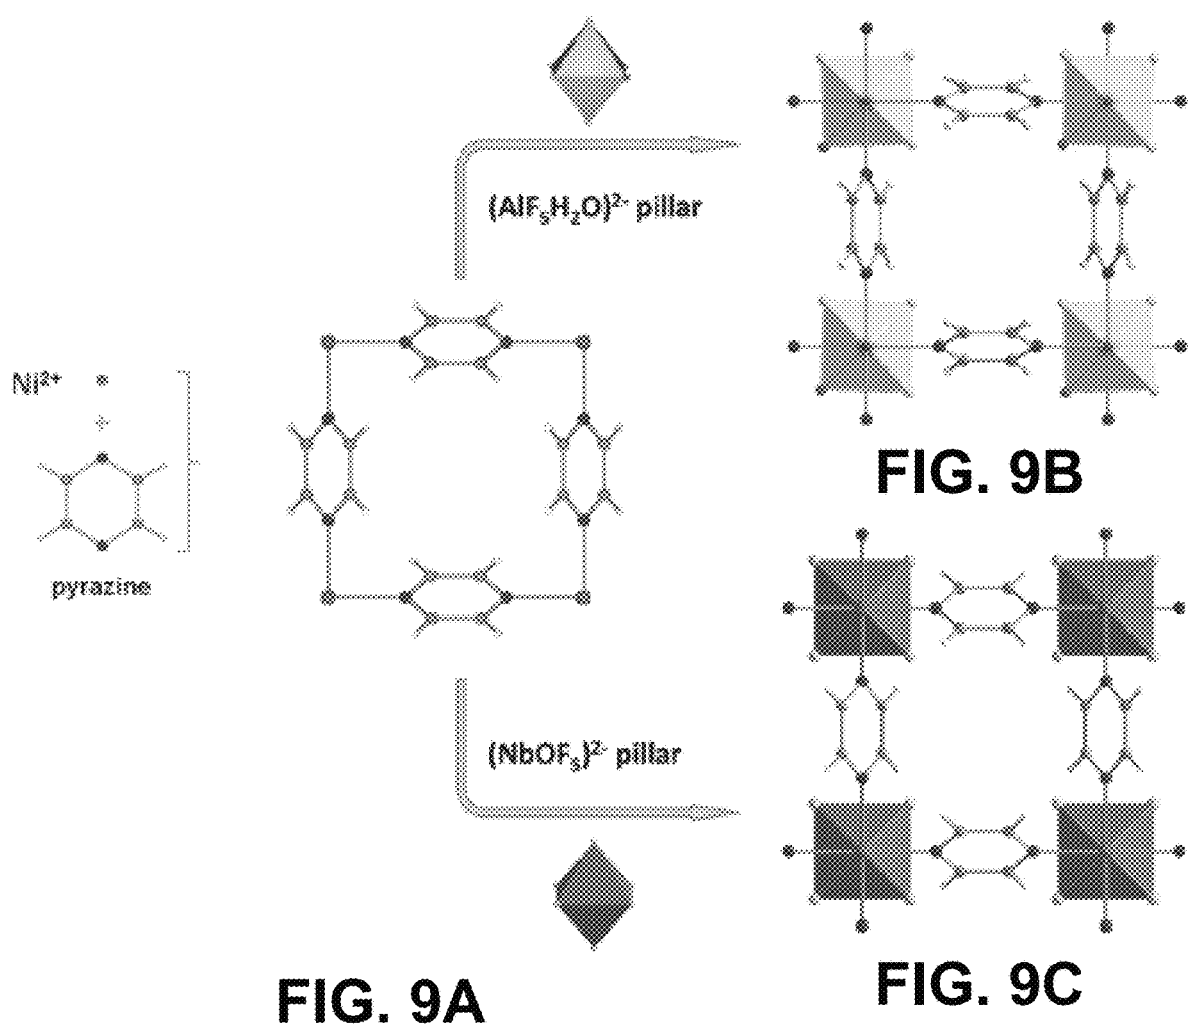 (AlF₅H₂O)²⁻ pillar
Ni²⁺
+
pyrazine
(NbOF₅)²⁻ pillar
FIG. 9A
FIG. 9B
FIG. 9C